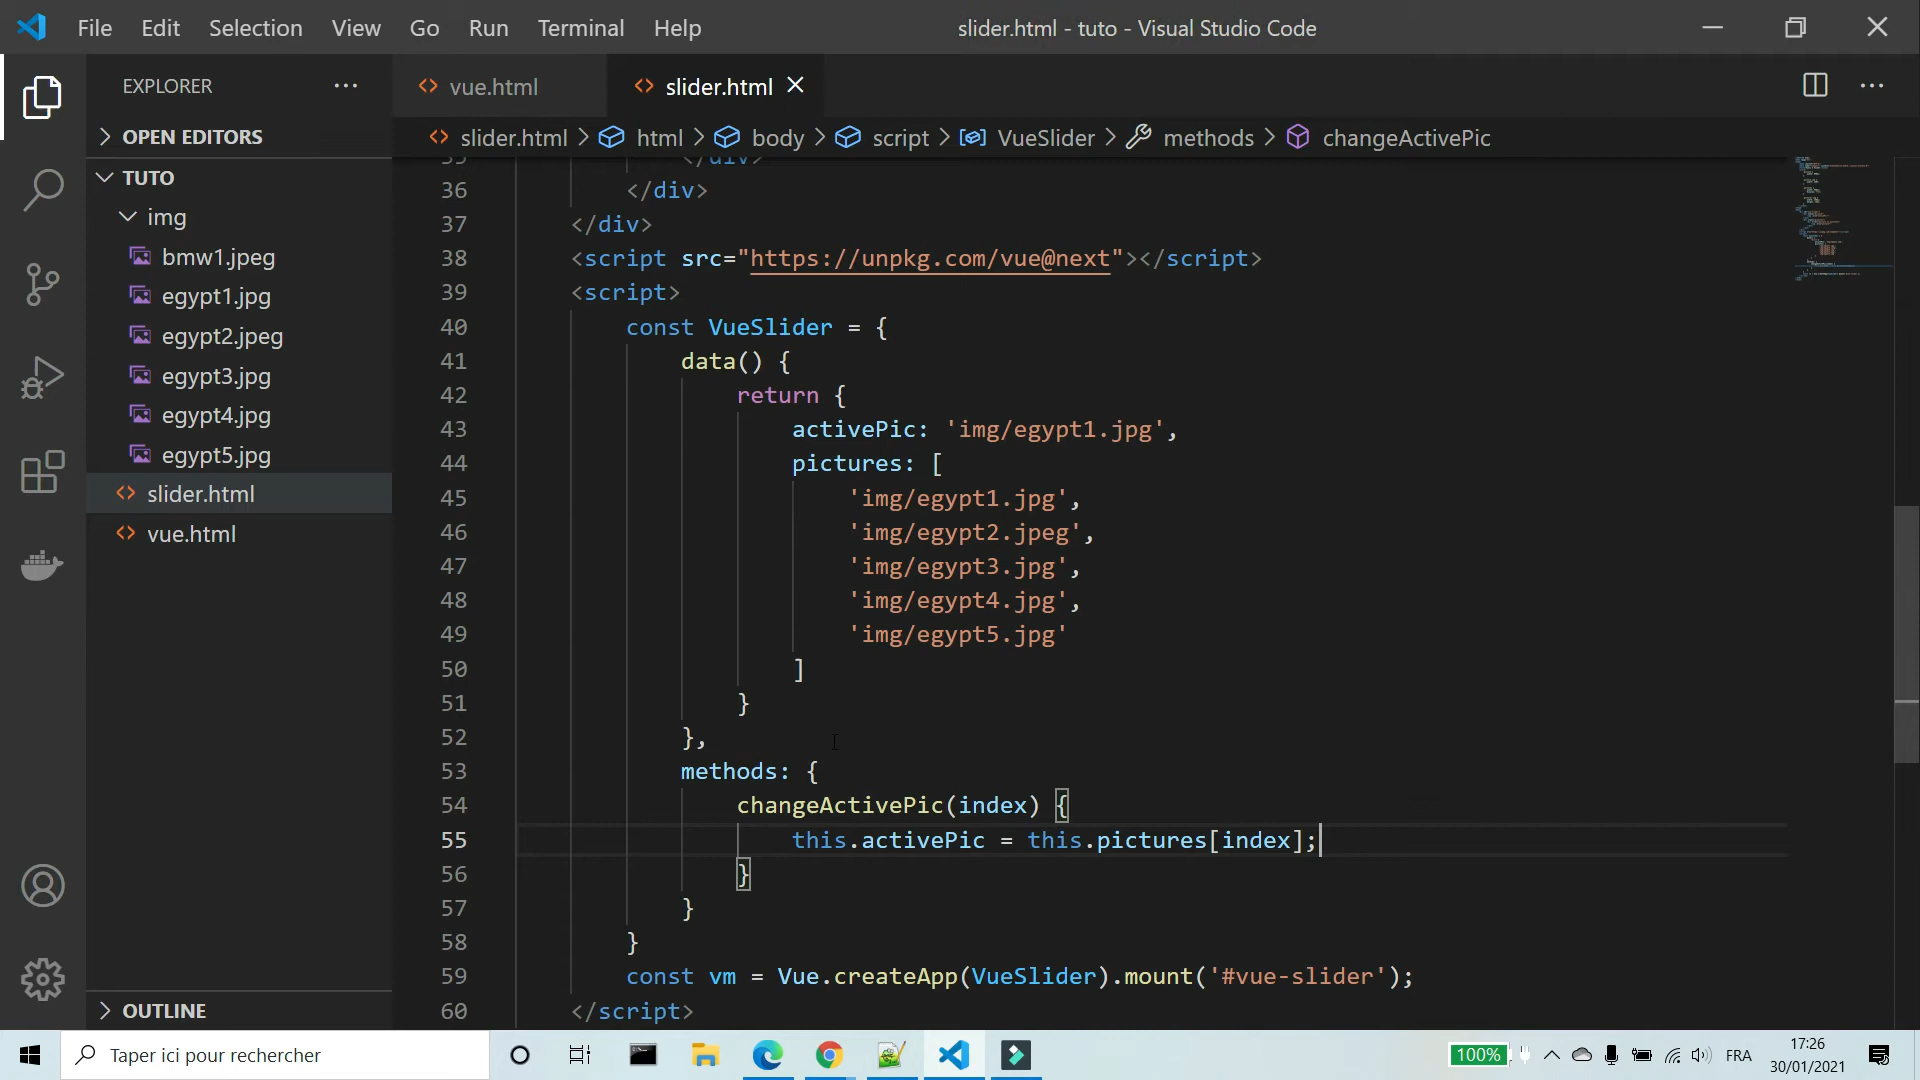 File Edit Selection View Go Run Terminal Help
slider.html - tuto - Visual Studio Code
EXPLORER
vue.html
slider.html
OPEN EDITORS
slider.html > html > body > script > VueSlider > methods > changeActivePic
TUTO
img
bmw1.jpeg
egypt1.jpg
egypt2.jpeg
egypt3.jpg
egypt4.jpg
egypt5.jpg
slider.html
vue.html
OUTLINE
35 </div>
36 </div>
37 </div>
38 <script src="https://unpkg.com/vue@next"></script>
39 <script>
40 const VueSlider = {
41 data() {
42 return {
43 activePic: 'img/egypt1.jpg',
44 pictures: [
45 'img/egypt1.jpg',
46 'img/egypt2.jpeg',
47 'img/egypt3.jpg',
48 'img/egypt4.jpg',
49 'img/egypt5.jpg'
50 ]
51 }
52 },
53 methods: {
54 changeActivePic(index) {
55 this.activePic = this.pictures[index];
56 }
57 }
58 }
59 const vm = Vue.createApp(VueSlider).mount('#vue-slider');
60 </script>
Taper ici pour rechercher
100%
FRA
17:26
30/01/2021